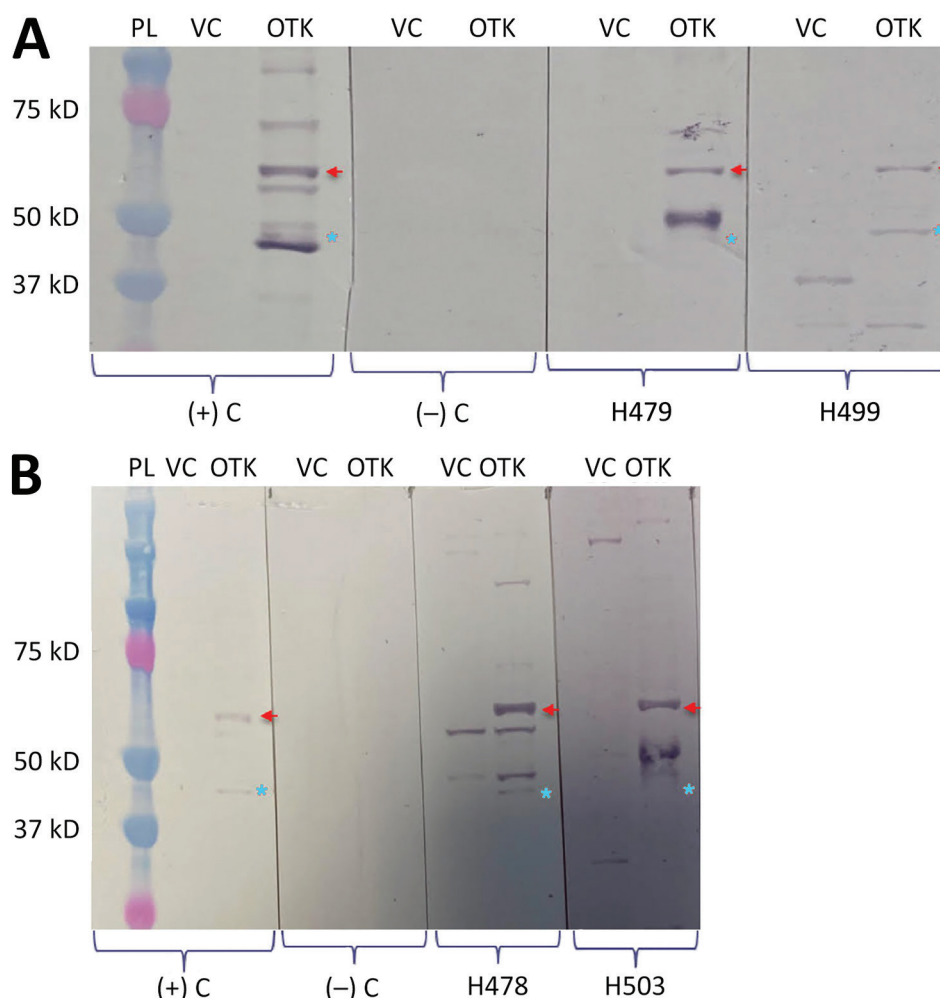 A
PL VC OTK VC OTK VC OTK VC OTK
75 kD
50 kD
37 kD
(+) C (–) C H479 H499
B
PL VC OTK VC OTK VC OTK VC OTK
75 kD
50 kD
37 kD
(+) C (–) C H478 H503